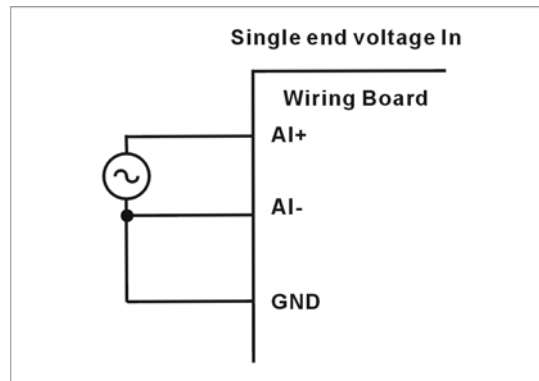 Single end voltage In
Wiring Board
AI+
AI-
GND